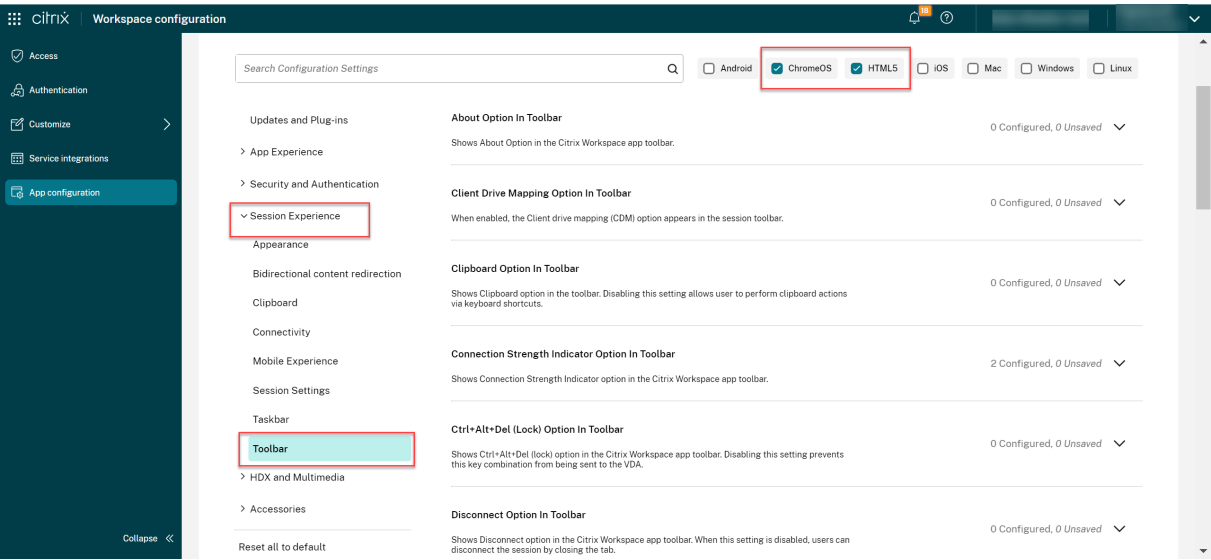 citrix Workspace configuration 18
Access
Authentication
Customize
Service integrations
App configuration
Collapse
Search Configuration Settings
Android ChromeOS HTML5 iOS Mac Windows Linux
Updates and Plug-ins
App Experience
Security and Authentication
Session Experience
Appearance
Bidirectional content redirection
Clipboard
Connectivity
Mobile Experience
Session Settings
Taskbar
Toolbar
HDX and Multimedia
Accessories
Reset all to default
About Option In Toolbar
Shows About Option in the Citrix Workspace app toolbar.
0 Configured, 0 Unsaved
Client Drive Mapping Option In Toolbar
When enabled, the Client drive mapping (CDM) option appears in the session toolbar.
0 Configured, 0 Unsaved
Clipboard Option In Toolbar
Shows Clipboard option in the toolbar. Disabling this setting allows user to perform clipboard actions
via keyboard shortcuts.
0 Configured, 0 Unsaved
Connection Strength Indicator Option In Toolbar
Shows Connection Strength Indicator option in the Citrix Workspace app toolbar.
2 Configured, 0 Unsaved
Ctrl+Alt+Del (Lock) Option In Toolbar
Shows Ctrl+Alt+Del (lock) option in the Citrix Workspace app toolbar. Disabling this setting prevents
this key combination from being sent to the VDA.
0 Configured, 0 Unsaved
Disconnect Option In Toolbar
Shows Disconnect option in the Citrix Workspace app toolbar. When this setting is disabled, users can
disconnect the session by closing the tab.
0 Configured, 0 Unsaved